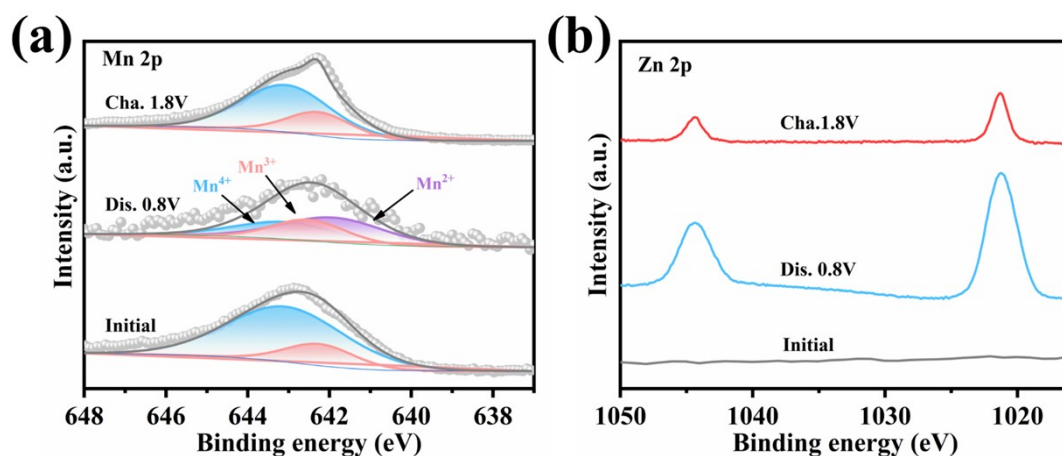 (a)
Mn 2p
Cha. 1.8V
Mn⁴⁺
Mn³⁺
Mn²⁺
Dis. 0.8V
Initial
Intensity (a.u.)
648 646 644 642 640 638
Binding energy (eV)
(b)
Zn 2p
Cha.1.8V
Dis. 0.8V
Initial
Intensity (a.u.)
1050 1040 1030 1020
Binding energy (eV)